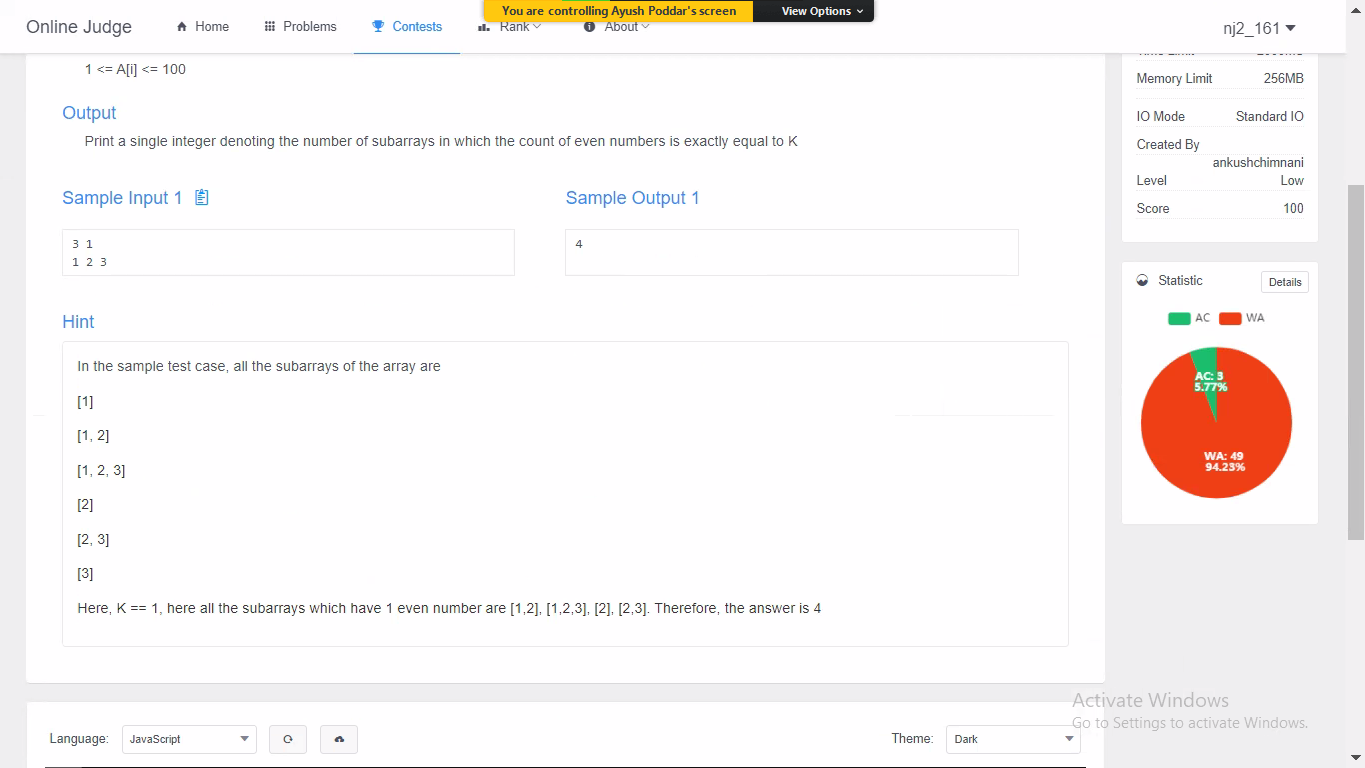 You are controlling Ayush Poddar's screen
View Options
Online Judge
Home
Problems
Contests
Rank
About
nj2_161
1 <= A[i] <= 100
Output
Print a single integer denoting the number of subarrays in which the count of even numbers is exactly equal to K
Sample Input 1
Sample Output 1
3 1
1 2 3
4
Hint
In the sample test case, all the subarrays of the array are
[1]
[1, 2]
[1, 2, 3]
[2]
[2, 3]
[3]
Here, K == 1, here all the subarrays which have 1 even number are [1,2], [1,2,3], [2], [2,3]. Therefore, the answer is 4
Language:
JavaScript
Theme:
Dark
Memory Limit
256MB
IO Mode
Standard IO
Created By
ankushchimnani
Level
Low
Score
100
Statistic
Details
AC
WA
AC: 3
5.77%
WA: 49
94.23%
Activate Windows
Go to Settings to activate Windows.